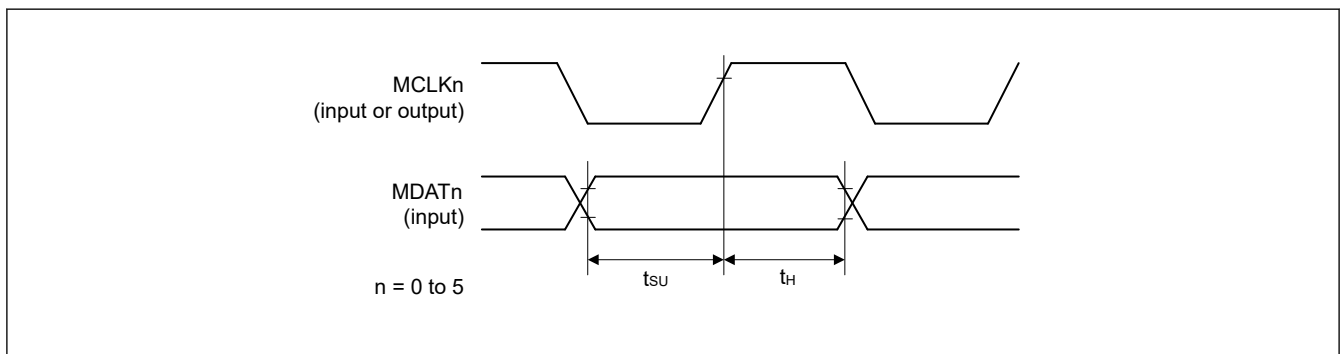 MCLKn
(input or output)
MDATn
(input)
tSU
tH
n = 0 to 5